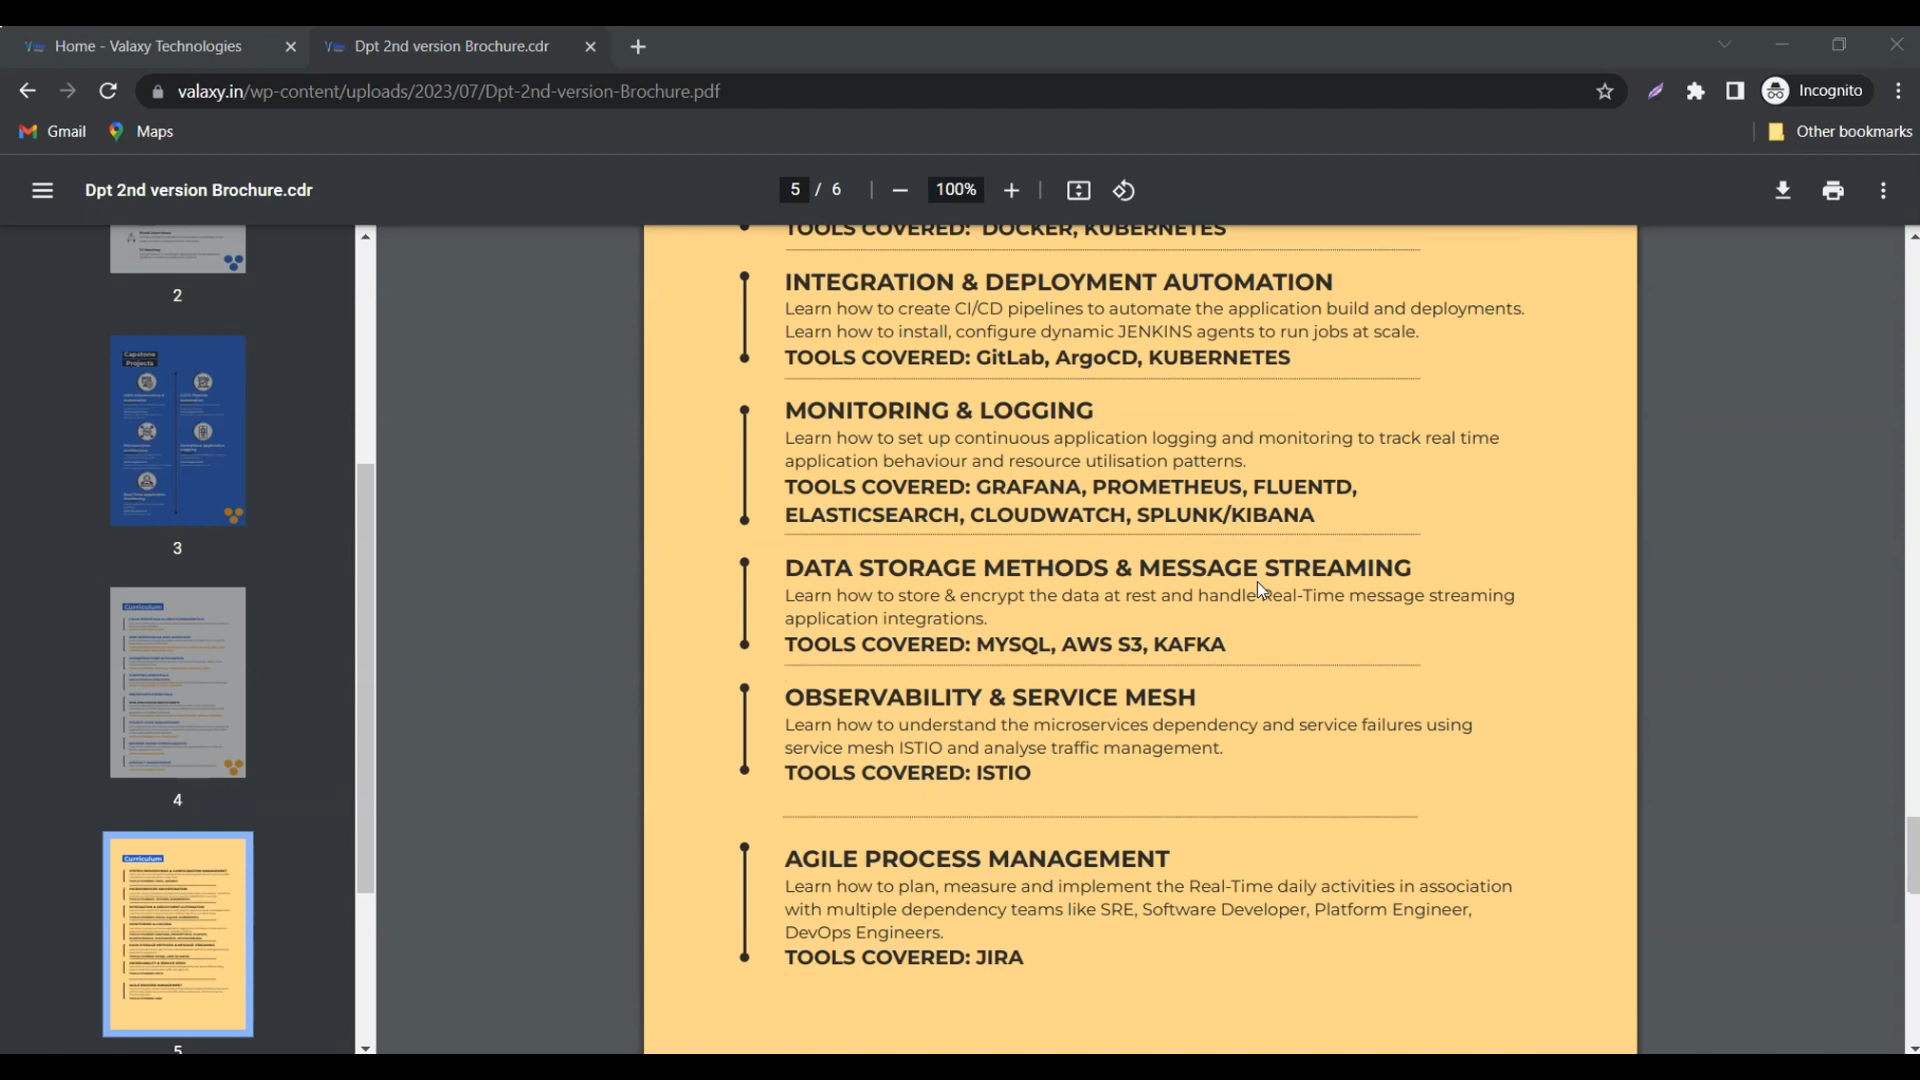 Home - Valaxy Technologies
Dpt 2nd version Brochure.cdr
valaxy.in/wp-content/uploads/2023/07/Dpt-2nd-version-Brochure.pdf
Incognito
Gmail
Maps
Other bookmarks
Dpt 2nd version Brochure.cdr
5 / 6
100%
2
Capstone
Projects
3
Curriculum
4
Curriculum
5
TOOLS COVERED: DOCKER, KUBERNETES
INTEGRATION & DEPLOYMENT AUTOMATION
Learn how to create CI/CD pipelines to automate the application build and deployments.
Learn how to install, configure dynamic JENKINS agents to run jobs at scale.
TOOLS COVERED: GitLab, ArgoCD, KUBERNETES
MONITORING & LOGGING
Learn how to set up continuous application logging and monitoring to track real time
application behaviour and resource utilisation patterns.
TOOLS COVERED: GRAFANA, PROMETHEUS, FLUENTD,
ELASTICSEARCH, CLOUDWATCH, SPLUNK/KIBANA
DATA STORAGE METHODS & MESSAGE STREAMING
Learn how to store & encrypt the data at rest and handle Real-Time message streaming
application integrations.
TOOLS COVERED: MYSQL, AWS S3, KAFKA
OBSERVABILITY & SERVICE MESH
Learn how to understand the microservices dependency and service failures using
service mesh ISTIO and analyse traffic management.
TOOLS COVERED: ISTIO
AGILE PROCESS MANAGEMENT
Learn how to plan, measure and implement the Real-Time daily activities in association
with multiple dependency teams like SRE, Software Developer, Platform Engineer,
DevOps Engineers.
TOOLS COVERED: JIRA